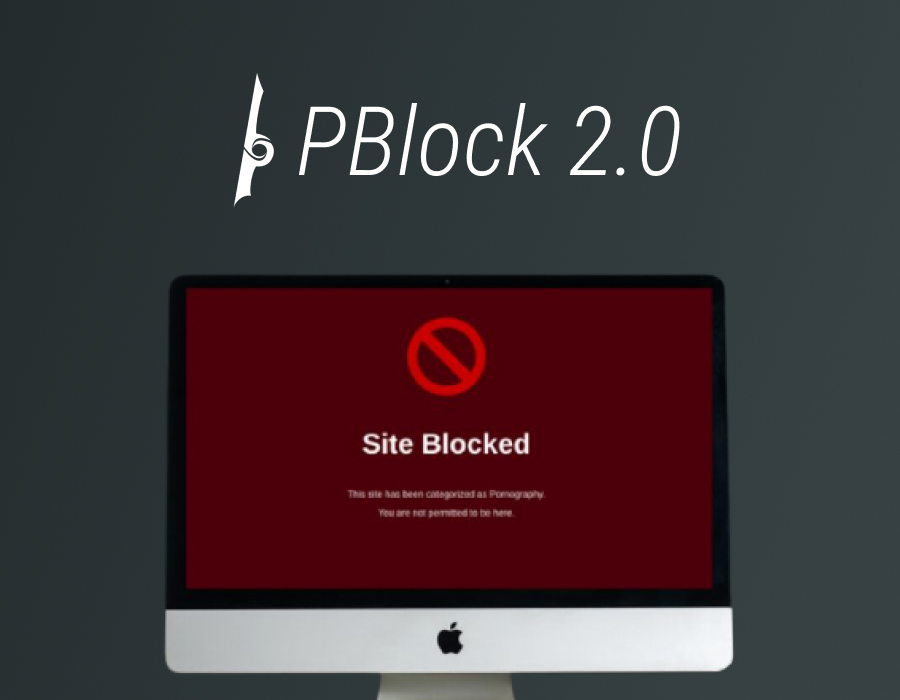 PBlock 2.0
Site Blocked
This site has been categorized as Pornography.
You are not permitted to be here.